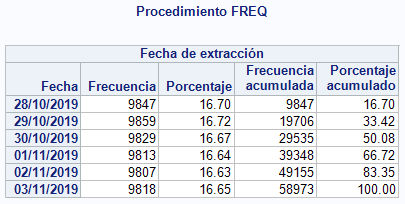 Procedimiento FREQ
Fecha de extracción
Fecha Frecuencia Porcentaje Frecuencia acumulada Porcentaje acumulado
28/10/2019 9847 16.70 9847 16.70
29/10/2019 9859 16.72 19706 33.42
30/10/2019 9829 16.67 29535 50.08
01/11/2019 9813 16.64 39348 66.72
02/11/2019 9807 16.63 49155 83.35
03/11/2019 9818 16.65 58973 100.00